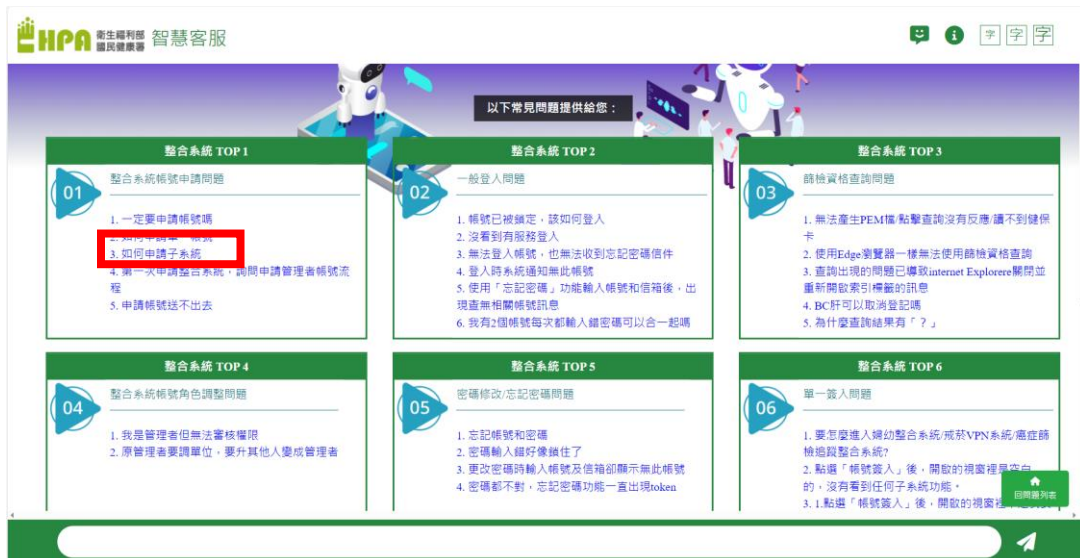 HPA 衛生福利部 國民健康署 智慧客服
字 字 字
以下常見問題提供給您：
整合系統 TOP 1
01
整合系統帳號申請問題
1. 一定要申請帳號嗎
2. 如何申請單一帳號
3. 如何申請子系統
4. 第一次申請整合系統，詢問申請管理者帳號流
程
5. 申請帳號送不出去
整合系統 TOP 2
02
一般登入問題
1. 帳號已被鎖定，該如何登入
2. 沒看到有服務登入
3. 無法登入帳號，也無法收到忘記密碼信件
4. 登入時系統通知無此帳號
5. 使用「忘記密碼」功能輸入帳號和信箱後，出
現查無相關帳號訊息
6. 我有2個帳號每次都輸入錯密碼可以合一起嗎
整合系統 TOP 3
03
篩檢資格查詢問題
1. 無法產生PEM檔/點擊查詢沒有反應/讀不到健保
卡
2. 使用Edge瀏覽器一樣無法使用篩檢資格查詢
3. 查詢出現的問題已導致internet Explorere關閉並
重新開啟索引標籤的訊息
4. BC肝可以取消登記嗎
5. 為什麼查詢結果有「？」
整合系統 TOP 4
04
整合系統帳號角色調整問題
1. 我是管理者但無法審核權限
2. 原管理者要調單位，要升其他人變成管理者
整合系統 TOP 5
05
密碼修改/忘記密碼問題
1. 忘記帳號和密碼
2. 密碼輸入錯好像鎖住了
3. 更改密碼時輸入帳號及信箱卻顯示無此帳號
4. 密碼都不對，忘記密碼功能一直出現token
整合系統 TOP 6
06
單一簽入問題
1. 要怎麼進入婦幼整合系統/戒菸VPN系統/癌症篩
檢追蹤整合系統?
2. 點選「帳號簽入」後，開啟的視窗裡是空白
的，沒有看到任何子系統功能。
3. 1.點選「帳號簽入」後，開啟的視窗裡
回問題列表